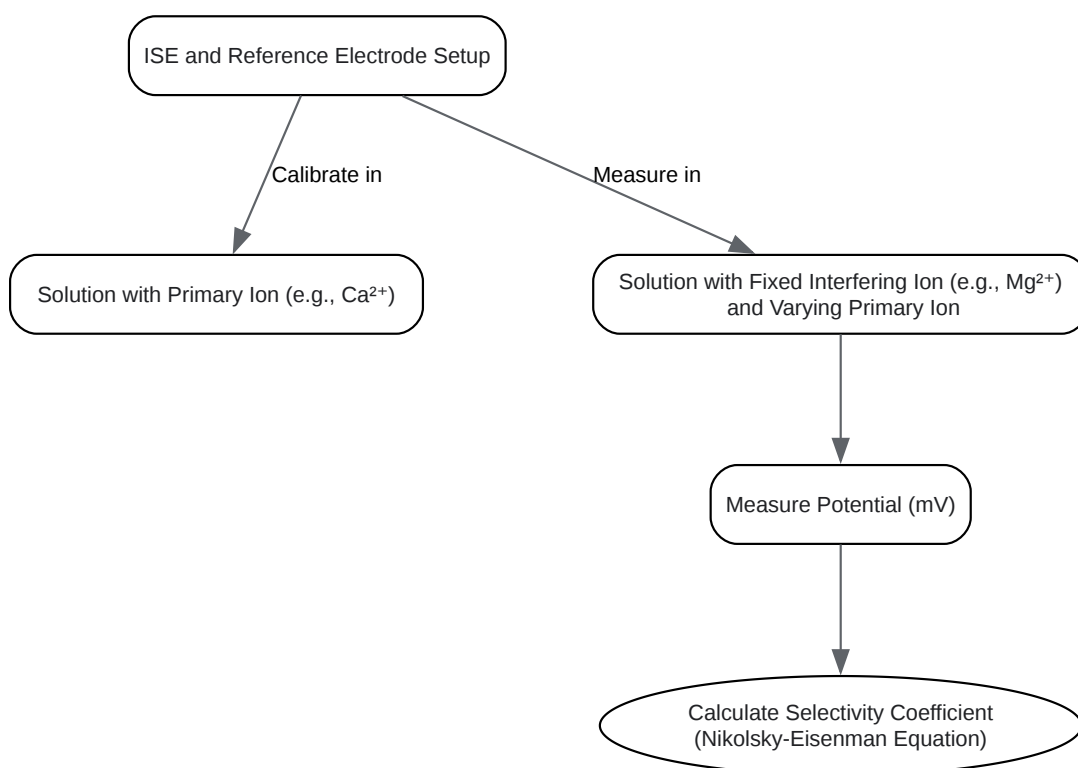 ISE and Reference Electrode Setup
Calibrate in
Measure in
Solution with Primary Ion (e.g., Ca²⁺)
Solution with Fixed Interfering Ion (e.g., Mg²⁺)
and Varying Primary Ion
Measure Potential (mV)
Calculate Selectivity Coefficient
(Nikolsky-Eisenman Equation)